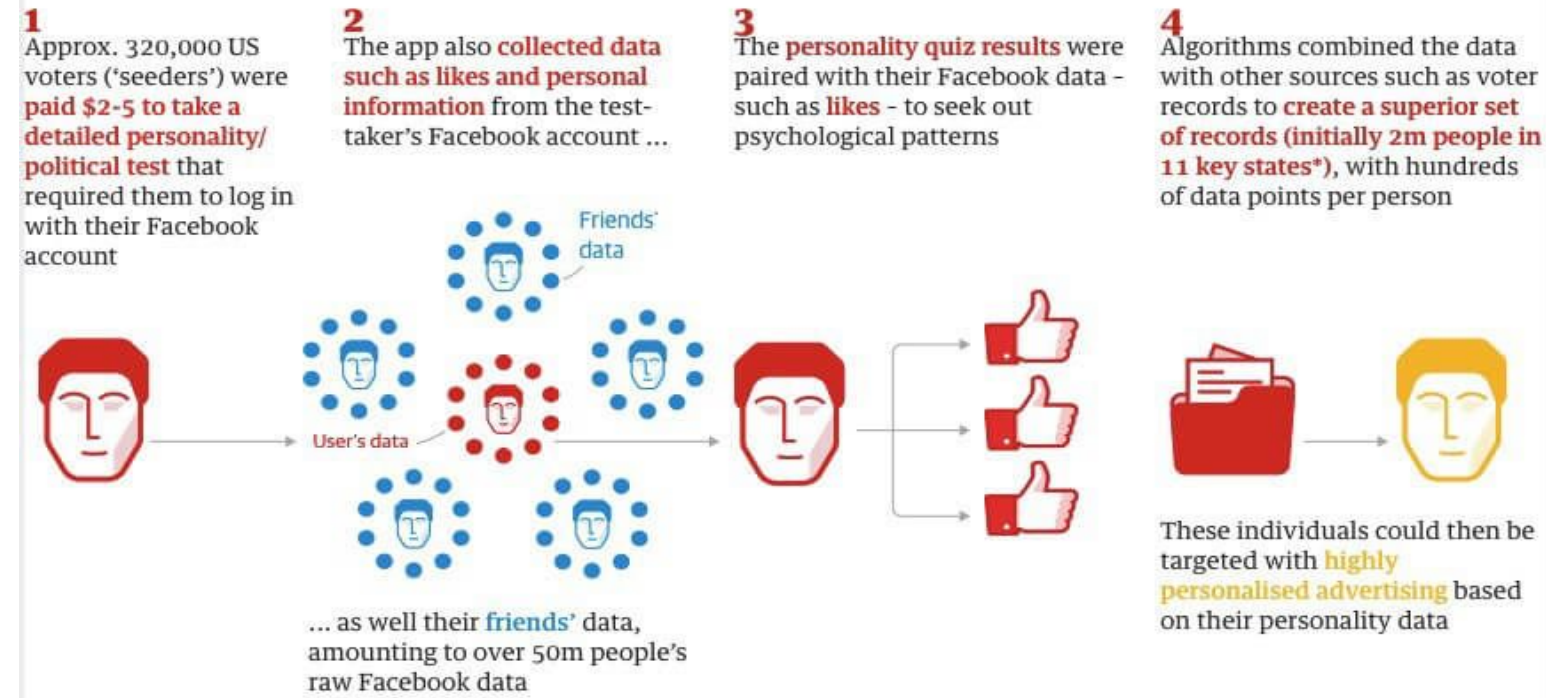 1
Approx. 320,000 US
voters (‘seeders’) were
paid $2-5 to take a
detailed personality/
political test that
required them to log in
with their Facebook
account
2
The app also collected data
such as likes and personal
information from the test-
taker’s Facebook account ...
Friends’
data
User’s data
... as well their friends’ data,
amounting to over 50m people’s
raw Facebook data
3
The personality quiz results were
paired with their Facebook data –
such as likes – to seek out
psychological patterns
4
Algorithms combined the data
with other sources such as voter
records to create a superior set
of records (initially 2m people in
11 key states*), with hundreds
of data points per person
These individuals could then be
targeted with highly
personalised advertising based
on their personality data